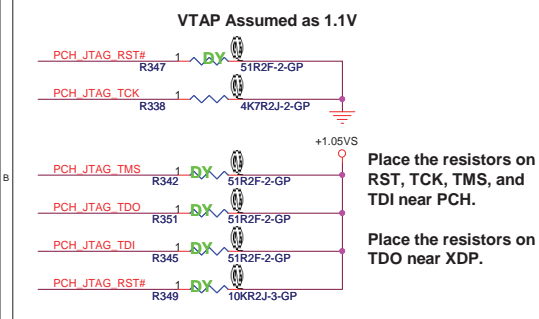 VTAP Assumed as 1.1V
PCH_JTAG_RST#
1
DY
R347
51R2F-2-GP
PCH_JTAG_TCK
1
R338
4K7R2J-2-GP
+1.05VS
PCH_JTAG_TMS
1
DY
R342
51R2F-2-GP
PCH_JTAG_TDO
1
DY
R351
51R2F-2-GP
PCH_JTAG_TDI
1
DY
R345
51R2F-2-GP
PCH_JTAG_RST#
1
DY
R349
10KR2J-3-GP
B
Place the resistors on
RST, TCK, TMS, and
TDI near PCH.
Place the resistors on
TDO near XDP.